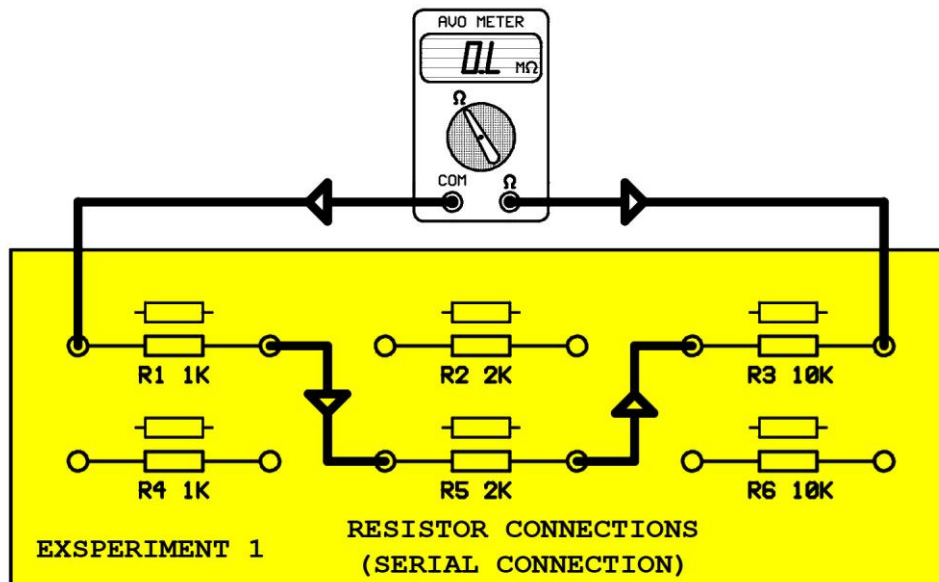 AVO METER
0.L MΩ
Ω
COM Ω
R1 1K R2 2K R3 10K
R4 1K R5 2K R6 10K
EXSPERIMENT 1
RESISTOR CONNECTIONS
(SERIAL CONNECTION)